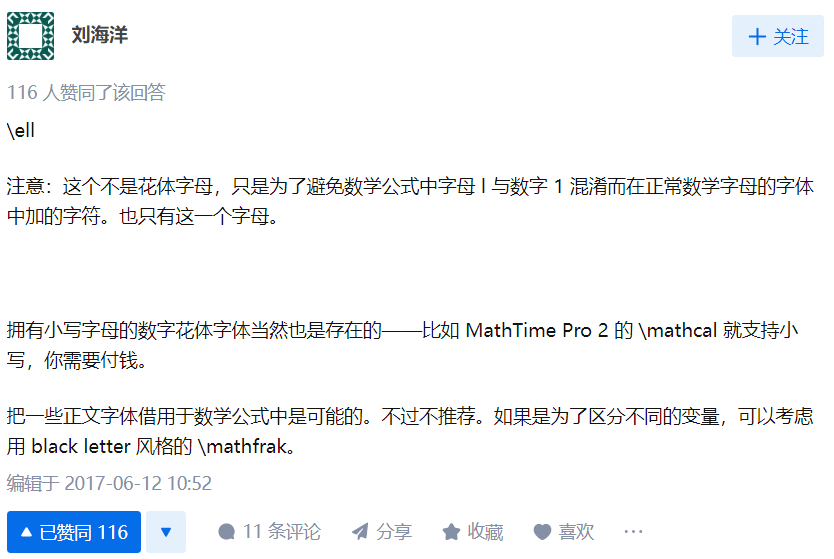 刘海洋
关注
116 人赞同了该回答
\ell
注意：这个不是花体字母，只是为了避免数学公式中字母 l 与数字 1 混淆而在正常数学字母的字体
中加的字符。也只有这一个字母。
拥有小写字母的数字花体字体当然也是存在的——比如 MathTime Pro 2 的 \mathcal 就支持小
写，你需要付钱。
把一些正文字体借用于数学公式中是可能的。不过不推荐。如果是为了区分不同的变量，可以考虑
用 black letter 风格的 \mathfrak。
编辑于 2017-06-12 10:52
已赞同 116 11 条评论 分享 收藏 喜欢 ···